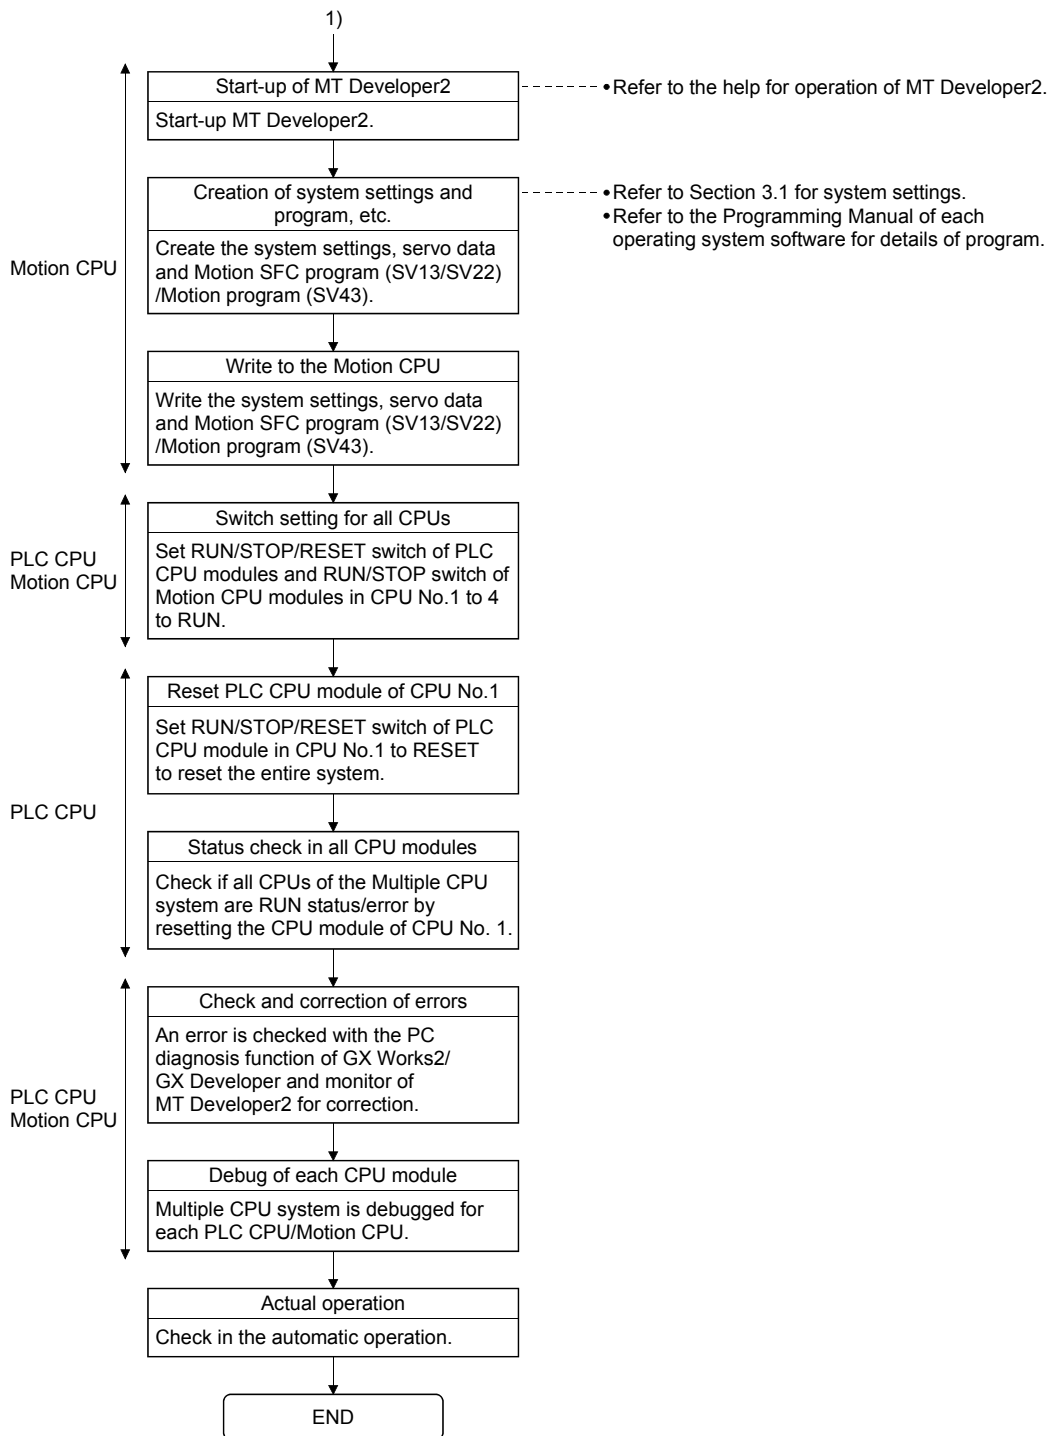 1)
Start-up of MT Developer2
Start-up MT Developer2.
•Refer to the help for operation of MT Developer2.
Creation of system settings and
program, etc.
Create the system settings, servo data
and Motion SFC program (SV13/SV22)
/Motion program (SV43).
•Refer to Section 3.1 for system settings.
•Refer to the Programming Manual of each
operating system software for details of program.
Motion CPU
Write to the Motion CPU
Write the system settings, servo data
and Motion SFC program (SV13/SV22)
/Motion program (SV43).
PLC CPU
Motion CPU
Switch setting for all CPUs
Set RUN/STOP/RESET switch of PLC
CPU modules and RUN/STOP switch of
Motion CPU modules in CPU No.1 to 4
to RUN.
Reset PLC CPU module of CPU No.1
Set RUN/STOP/RESET switch of PLC
CPU module in CPU No.1 to RESET
to reset the entire system.
PLC CPU
Status check in all CPU modules
Check if all CPUs of the Multiple CPU
system are RUN status/error by
resetting the CPU module of CPU No. 1.
Check and correction of errors
An error is checked with the PC
diagnosis function of GX Works2/
GX Developer and monitor of
MT Developer2 for correction.
PLC CPU
Motion CPU
Debug of each CPU module
Multiple CPU system is debugged for
each PLC CPU/Motion CPU.
Actual operation
Check in the automatic operation.
END